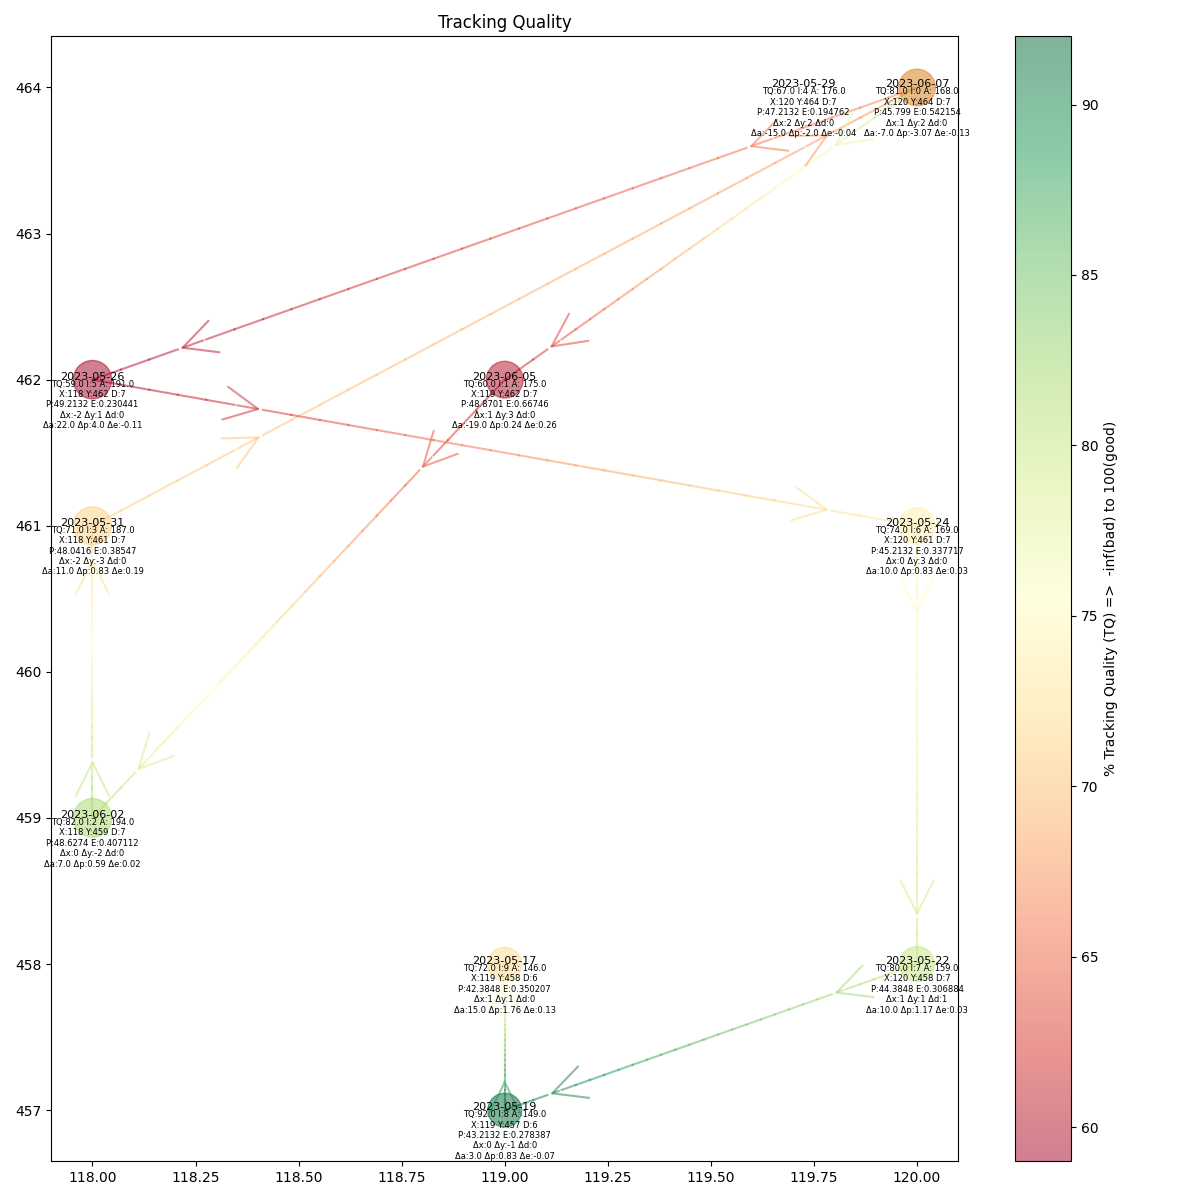 Tracking Quality
464
463
462
461
460
459
458
457
2023-05-29
TQ:67.0 I:4 A: 176.0
X:120 Y:464 D:7
P:47.2132 E:0.194762
Δx:2 Δy:2 Δd:0
Δa:-15.0 Δp:-2.0 Δe:-0.04
2023-06-07
TQ:81.0 I:0 A: 168.0
X:120 Y:464 D:7
P:45.799 E:0.542154
Δx:1 Δy:2 Δd:0
Δa:-7.0 Δp:-3.07 Δe:-0.13
2023-05-26
TQ:59.0 I:5 A: 191.0
X:118 Y:462 D:7
P:49.2132 E:0.230441
Δx:-2 Δy:1 Δd:0
Δa:22.0 Δp:4.0 Δe:-0.11
2023-06-05
TQ:60.0 I:1 A: 175.0
X:119 Y:462 D:7
P:48.8701 E:0.66746
Δx:1 Δy:3 Δd:0
Δa:-19.0 Δp:0.24 Δe:0.26
2023-05-31
TQ:71.0 I:3 A: 187.0
X:118 Y:461 D:7
P:48.0416 E:0.38547
Δx:-2 Δy:-3 Δd:0
Δa:11.0 Δp:0.83 Δe:0.19
2023-05-24
TQ:74.0 I:6 A: 169.0
X:120 Y:461 D:7
P:45.2132 E:0.337717
Δx:0 Δy:3 Δd:0
Δa:10.0 Δp:0.83 Δe:0.03
2023-06-02
TQ:82.0 I:2 A: 194.0
X:118 Y:459 D:7
P:48.6274 E:0.407112
Δx:0 Δy:-2 Δd:0
Δa:7.0 Δp:0.59 Δe:0.02
2023-05-17
TQ:72.0 I:9 A: 146.0
X:119 Y:458 D:6
P:42.3848 E:0.350207
Δx:1 Δy:1 Δd:0
Δa:15.0 Δp:1.76 Δe:0.13
2023-05-22
TQ:80.0 I:7 A: 159.0
X:120 Y:458 D:7
P:44.3848 E:0.306884
Δx:1 Δy:1 Δd:1
Δa:10.0 Δp:1.17 Δe:0.03
2023-05-19
TQ:92.0 I:8 A: 149.0
X:119 Y:457 D:6
P:43.2132 E:0.278387
Δx:0 Δy:-1 Δd:0
Δa:3.0 Δp:0.83 Δe:-0.07
118.00 118.25 118.50 118.75 119.00 119.25 119.50 119.75 120.00
90
85
80
75
70
65
60
% Tracking Quality (TQ) =>  -inf(bad) to 100(good)